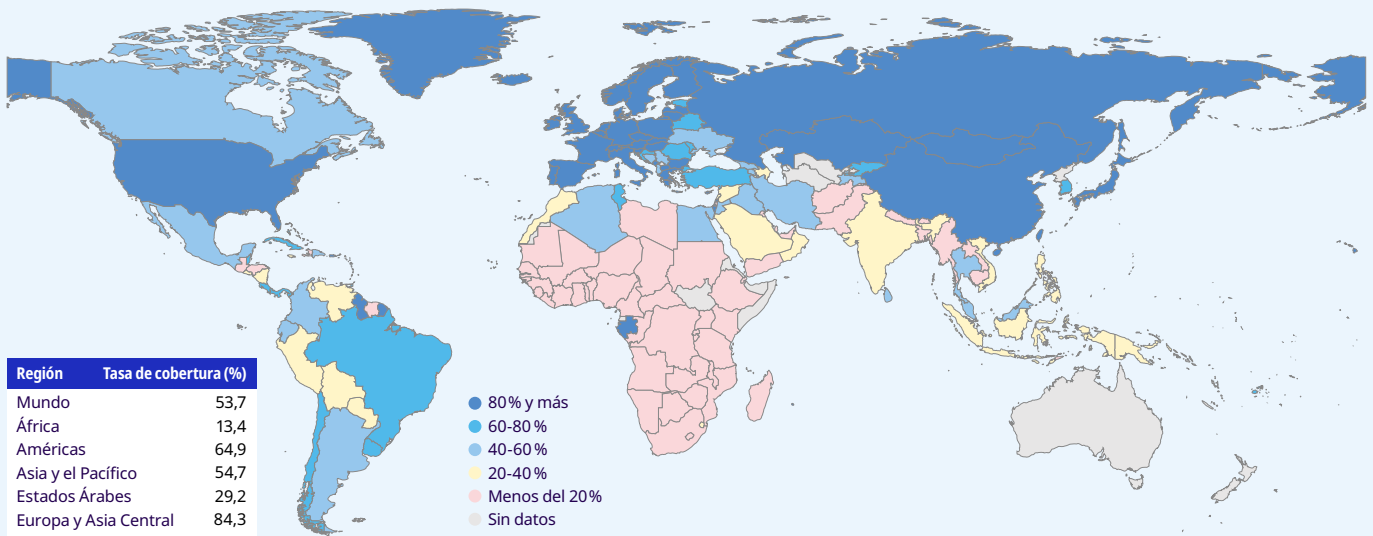 Región Tasa de cobertura (%)
Mundo 53,7
África 13,4
Américas 64,9
Asia y el Pacífico 54,7
Estados Árabes 29,2
Europa y Asia Central 84,3
80% y más
60-80%
40-60%
20-40%
Menos del 20%
Sin datos